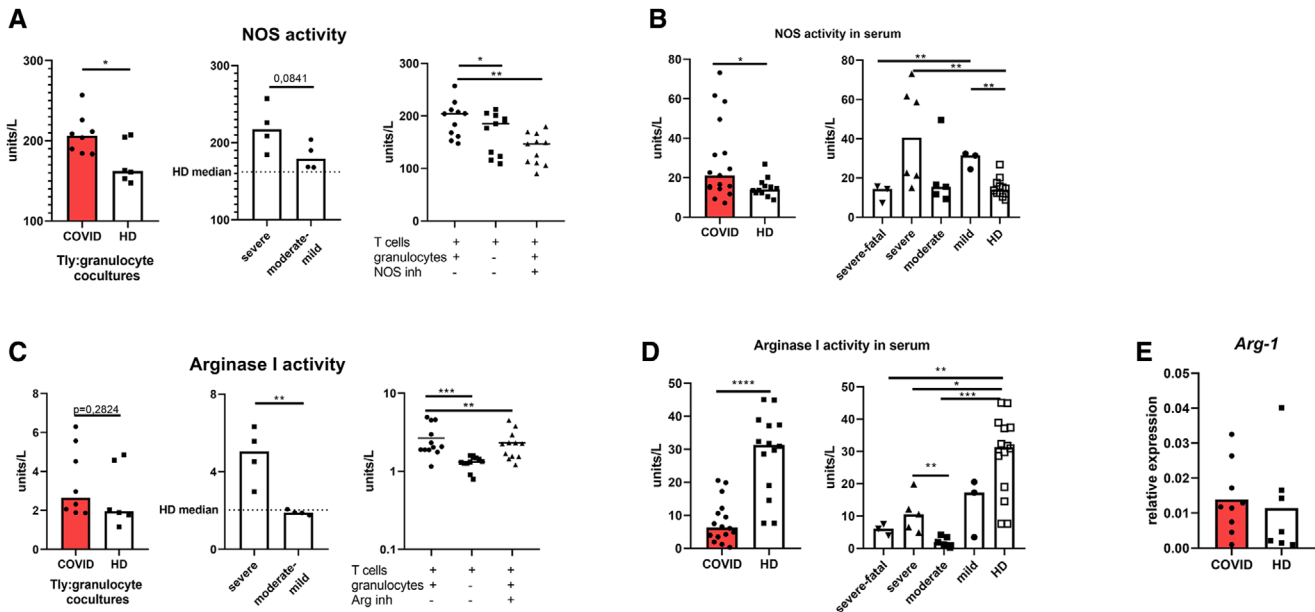 A
NOS activity
units/L
300
200
100
*
COVID
HD
Tly:granulocyte
cocultures
300
250
200
150
100
0,0841
HD median
severe
moderate-
mild
units/L
300
200
100
0
*
**
T cells + + +
granulocytes + - +
NOS inh - - +
B
NOS activity in serum
units/L
80
60
40
20
0
*
COVID
HD
units/L
80
60
40
20
0
**
**
**
severe-fatal
severe
moderate
mild
HD
C
Arginase I activity
units/L
8
6
4
2
0
p=0,2824
COVID
HD
Tly:granulocyte
cocultures
8
4
0
**
HD median
severe
moderate-
mild
units/L
10
1
0.1
***
**
T cells + + +
granulocytes + - +
Arg inh - - +
D
Arginase I activity in serum
units/L
50
40
30
20
10
0
****
COVID
HD
units/L
50
40
30
20
10
0
**
*
***
**
severe-fatal
severe
moderate
mild
HD
E
Arg-1
relative expression
0.05
0.04
0.03
0.02
0.01
0.00
COVID
HD